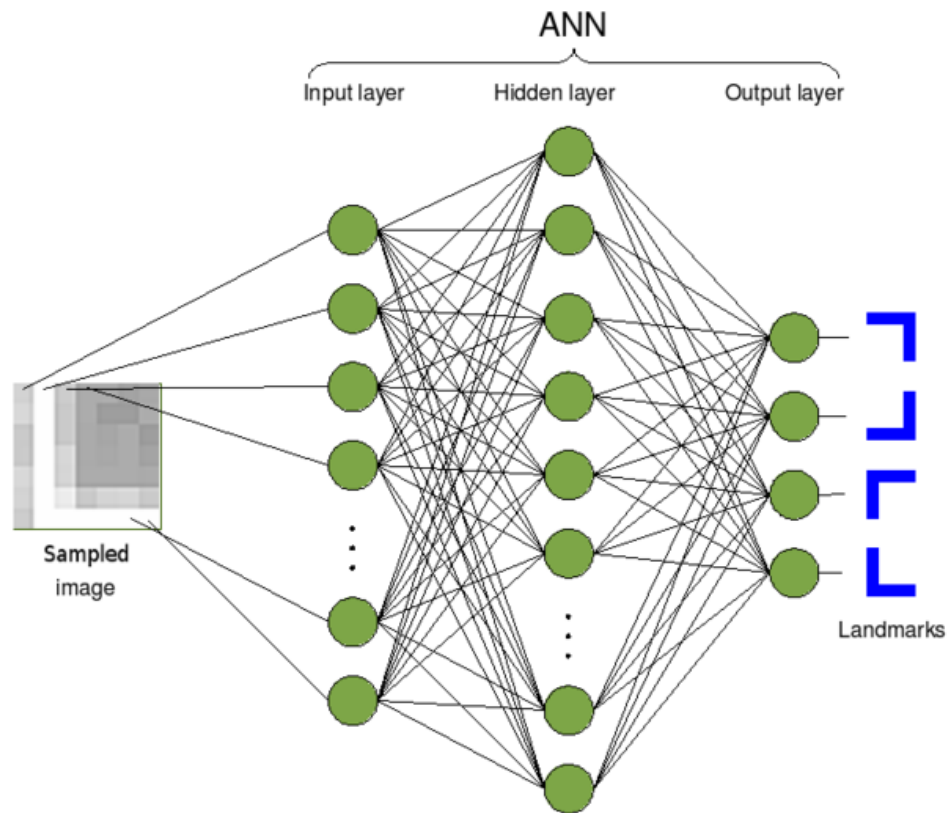 ANN
Input layer
Hidden layer
Output layer
Sampled
image
Landmarks